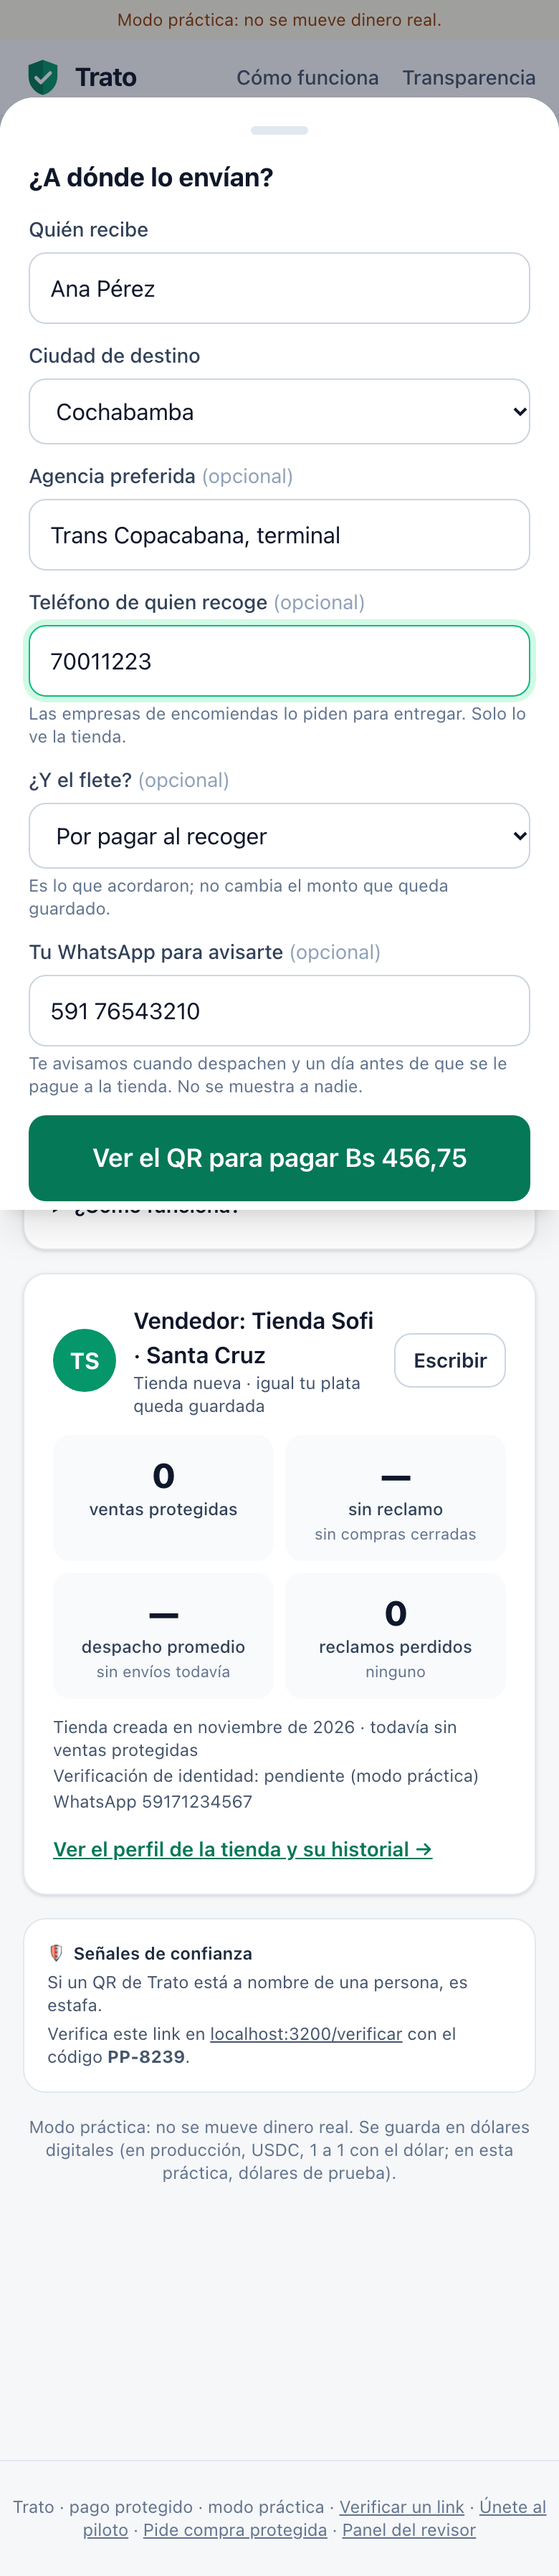 Modo práctica: no se mueve dinero real.
Trato
Cómo funciona
Transparencia
¿A dónde lo envían?
Quién recibe
Ana Pérez
Ciudad de destino
Cochabamba
Agencia preferida (opcional)
Trans Copacabana, terminal
Teléfono de quien recoge (opcional)
70011223
Las empresas de encomiendas lo piden para entregar. Solo lo
ve la tienda.
¿Y el flete? (opcional)
Por pagar al recoger
Es lo que acordaron; no cambia el monto que queda
guardado.
Tu WhatsApp para avisarte (opcional)
591 76543210
Te avisamos cuando despachen y un día antes de que se le
pague a la tienda. No se muestra a nadie.
Ver el QR para pagar Bs 456,75
¿Cómo funciona?
TS
Vendedor: Tienda Sofi
· Santa Cruz
Tienda nueva · igual tu plata
queda guardada
Escribir
0
ventas protegidas
—
sin reclamo
sin compras cerradas
—
despacho promedio
sin envíos todavía
0
reclamos perdidos
ninguno
Tienda creada en noviembre de 2026 · todavía sin
ventas protegidas
Verificación de identidad: pendiente (modo práctica)
WhatsApp 59171234567
Ver el perfil de la tienda y su historial →
Señales de confianza
Si un QR de Trato está a nombre de una persona, es
estafa.
Verifica este link en localhost:3200/verificar con el
código PP-8239.
Modo práctica: no se mueve dinero real. Se guarda en dólares
digitales (en producción, USDC, 1 a 1 con el dólar; en esta
práctica, dólares de prueba).
Trato · pago protegido · modo práctica · Verificar un link · Únete al
piloto · Pide compra protegida · Panel del revisor